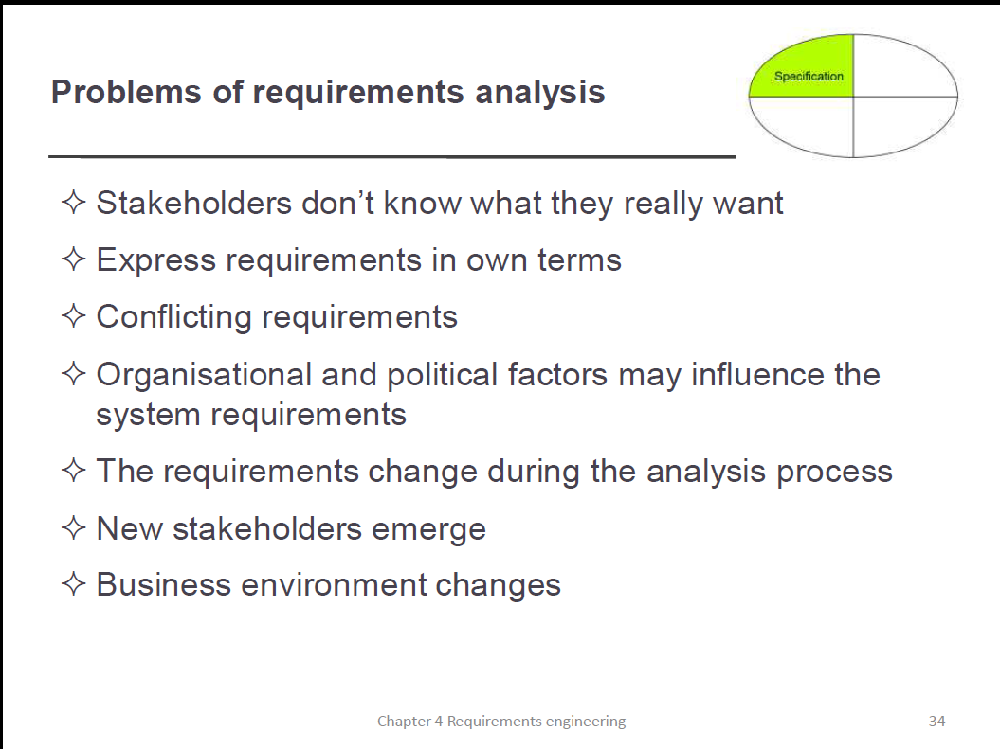 Specification
Problems of requirements analysis
✧ Stakeholders don’t know what they really want
✧ Express requirements in own terms
✧ Conflicting requirements
✧ Organisational and political factors may influence the
system requirements
✧ The requirements change during the analysis process
✧ New stakeholders emerge
✧ Business environment changes
Chapter 4 Requirements engineering
34